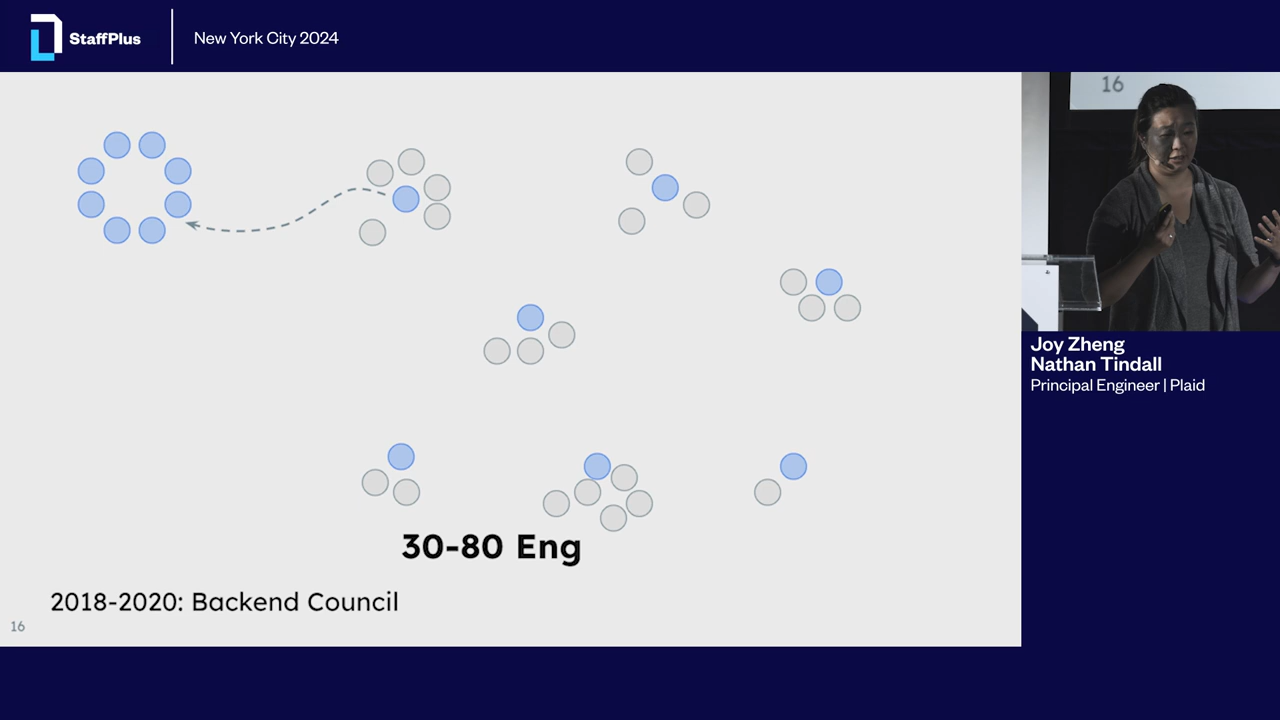 StaffPlus
New York City 2024
16
Joy Zheng
Nathan Tindall
Principal Engineer | Plaid
30-80 Eng
2018-2020: Backend Council
16